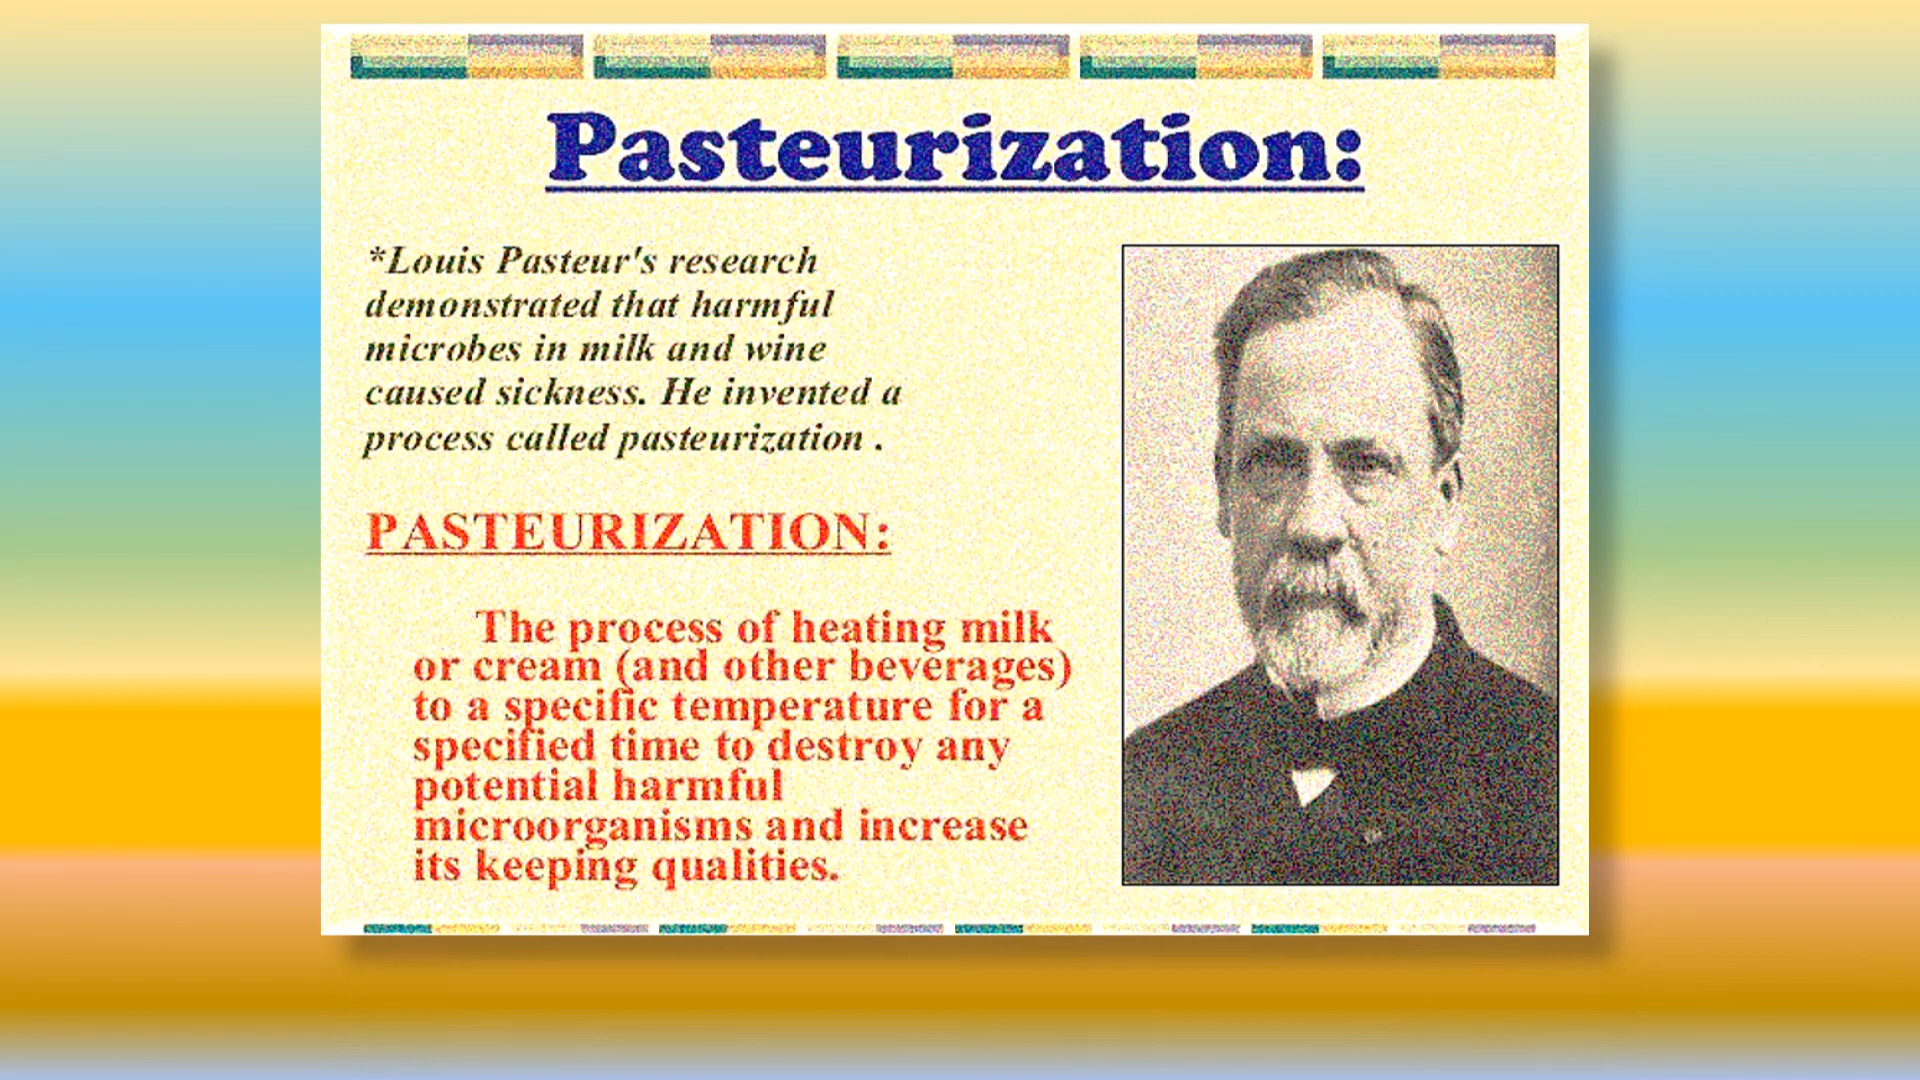 Pasteurization:
*Louis Pasteur's research
demonstrated that harmful
microbes in milk and wine
caused sickness. He invented a
process called pasteurization .
PASTEURIZATION:
The process of heating milk
or cream (and other beverages)
to a specific temperature for a
specified time to destroy any
potential harmful
microorganisms and increase
its keeping qualities.